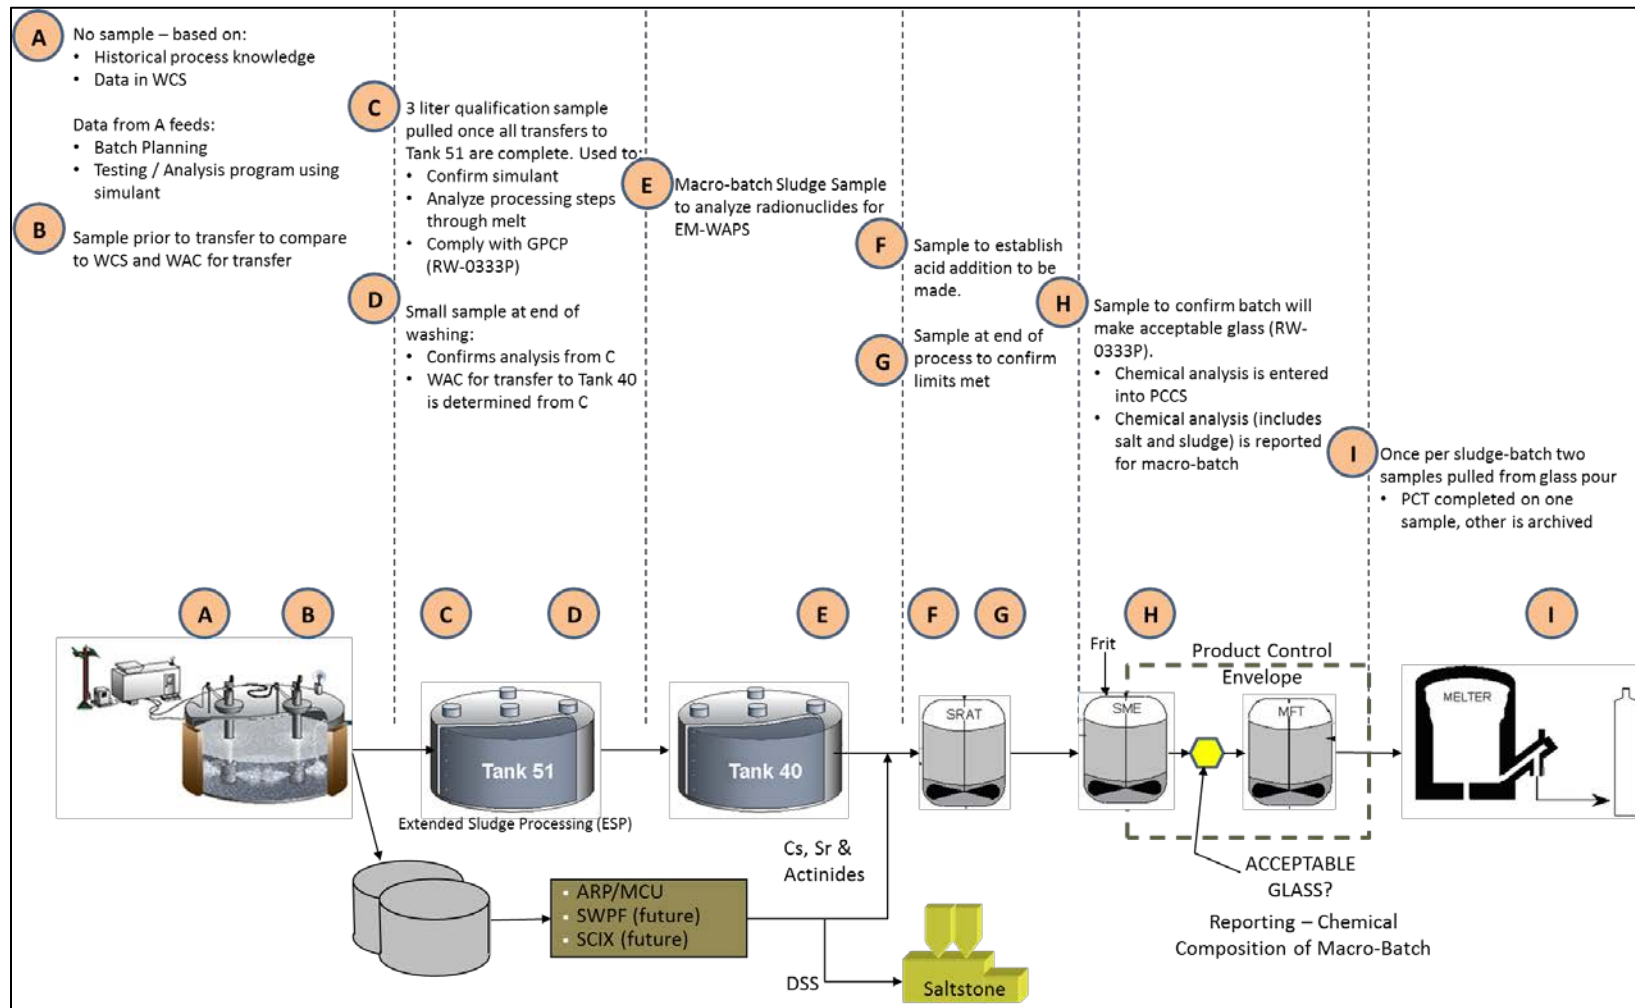 A
No sample – based on:
• Historical process knowledge
• Data in WCS
Data from A feeds:
• Batch Planning
• Testing / Analysis program using
simulant
B
Sample prior to transfer to compare
to WCS and WAC for transfer
C
3 liter qualification sample
pulled once all transfers to
Tank 51 are complete. Used to:
• Confirm simulant
• Analyze processing steps
through melt
• Comply with GPCP
(RW-0333P)
D
Small sample at end of
washing:
• Confirms analysis from C
• WAC for transfer to Tank 40
is determined from C
E
Macro-batch Sludge Sample
to analyze radionuclides for
EM-WAPS
F
Sample to establish
acid addition to be
made.
G
Sample at end of
process to confirm
limits met
H
Sample to confirm batch will
make acceptable glass (RW-
0333P).
• Chemical analysis is entered
into PCCS
• Chemical analysis (includes
salt and sludge) is reported
for macro-batch
I
Once per sludge-batch two
samples pulled from glass pour
• PCT completed on one
sample, other is archived
A
B
C
D
E
F
G
H
I
Frit
Product Control
Envelope
Tank 51
Tank 40
SRAT
SME
MFT
MELTER
Extended Sludge Processing (ESP)
Cs, Sr &
Actinides
ACCEPTABLE
GLASS?
Reporting – Chemical
Composition of Macro-Batch
▪ ARP/MCU
▪ SWPF (future)
▪ SCIX (future)
DSS
Saltstone